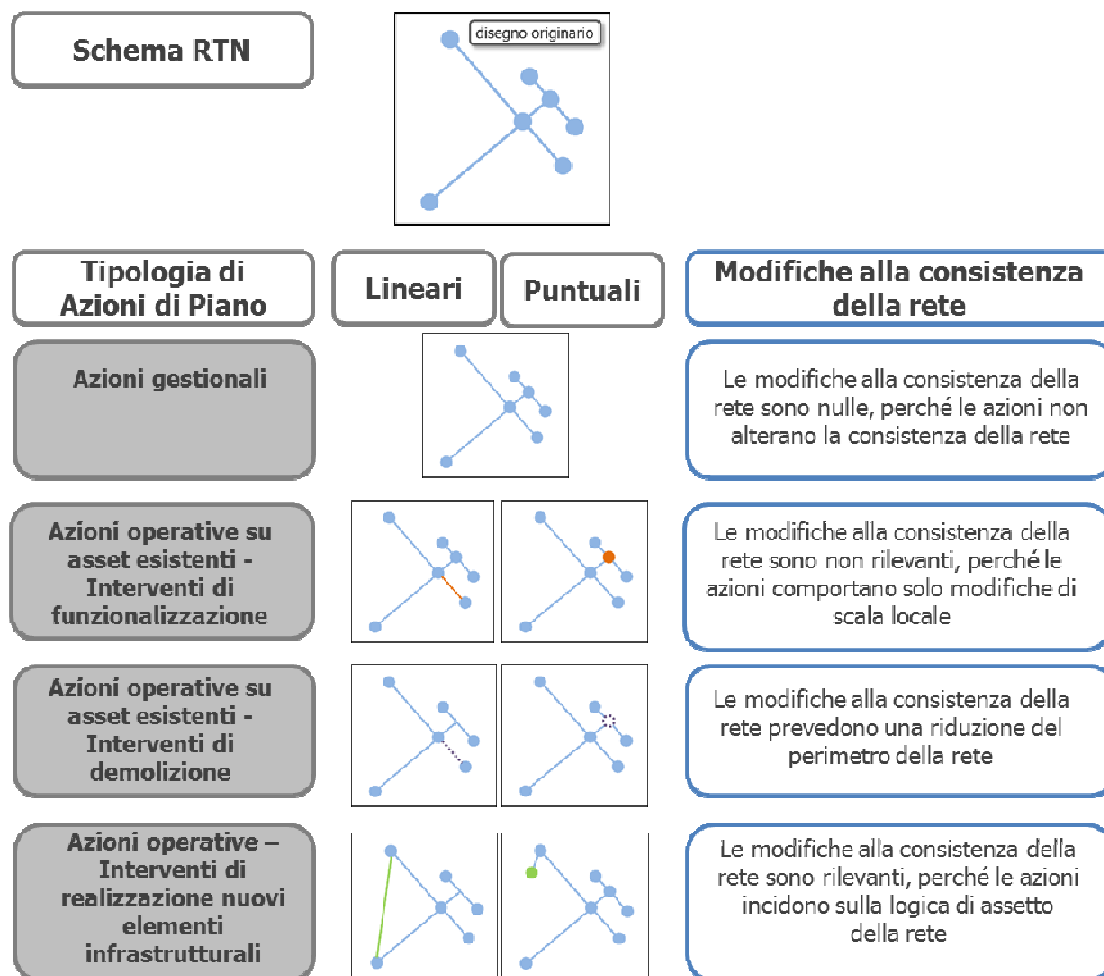 Schema RTN
disegno originario
Tipologia di
Azioni di Piano
Lineari
Puntuali
Modifiche alla consistenza
della rete
Azioni gestionali
Le modifiche alla consistenza della
rete sono nulle, perché le azioni non
alterano la consistenza della rete
Azioni operative su
asset esistenti -
Interventi di
funzionalizzazione
Le modifiche alla consistenza della
rete sono non rilevanti, perché le
azioni comportano solo modifiche di
scala locale
Azioni operative su
asset esistenti -
Interventi di
demolizione
Le modifiche alla consistenza della
rete prevedono una riduzione del
perimetro della rete
Azioni operative –
Interventi di
realizzazione nuovi
elementi
infrastrutturali
Le modifiche alla consistenza della
rete sono rilevanti, perché le azioni
incidono sulla logica di assetto
della rete